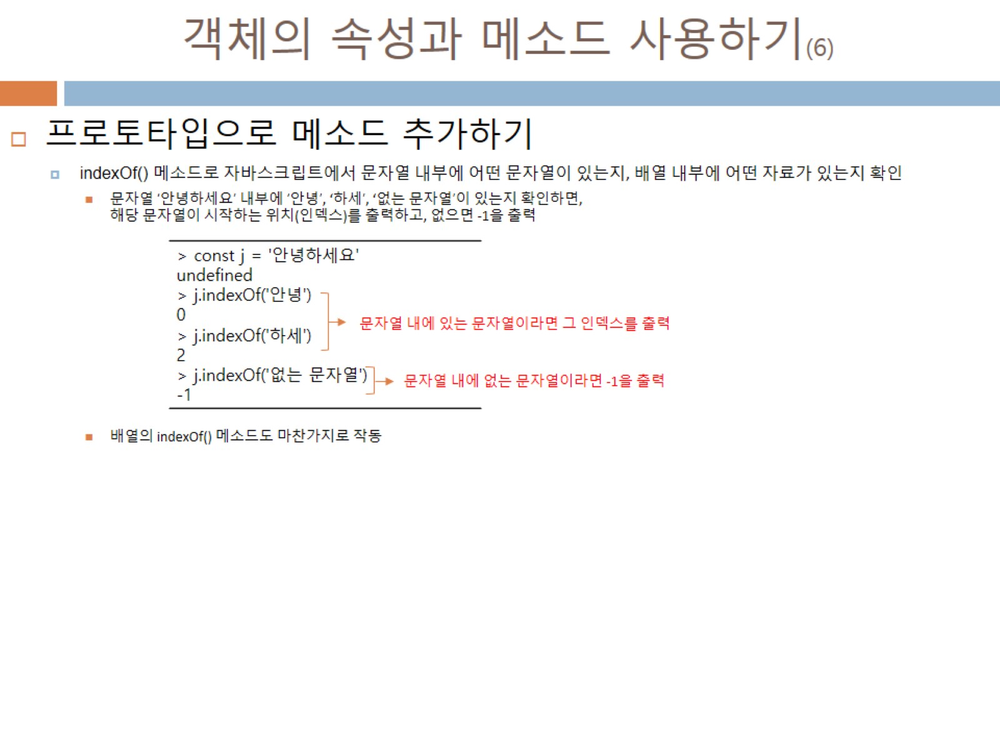 객체의 속성과 메소드 사용하기(6)
프로토타입으로 메소드 추가하기
indexOf() 메소드로 자바스크립트에서 문자열 내부에 어떤 문자열이 있는지, 배열 내부에 어떤 자료가 있는지 확인
문자열 ‘안녕하세요’ 내부에 ‘안녕’, ‘하세’, ‘없는 문자열’이 있는지 확인하면,
해당 문자열이 시작하는 위치(인덱스)를 출력하고, 없으면 -1을 출력
> const j = '안녕하세요'
undefined
> j.indexOf('안녕')
0
문자열 내에 있는 문자열이라면 그 인덱스를 출력
> j.indexOf('하세')
2
> j.indexOf('없는 문자열')
문자열 내에 없는 문자열이라면 -1을 출력
-1
배열의 indexOf() 메소드도 마찬가지로 작동